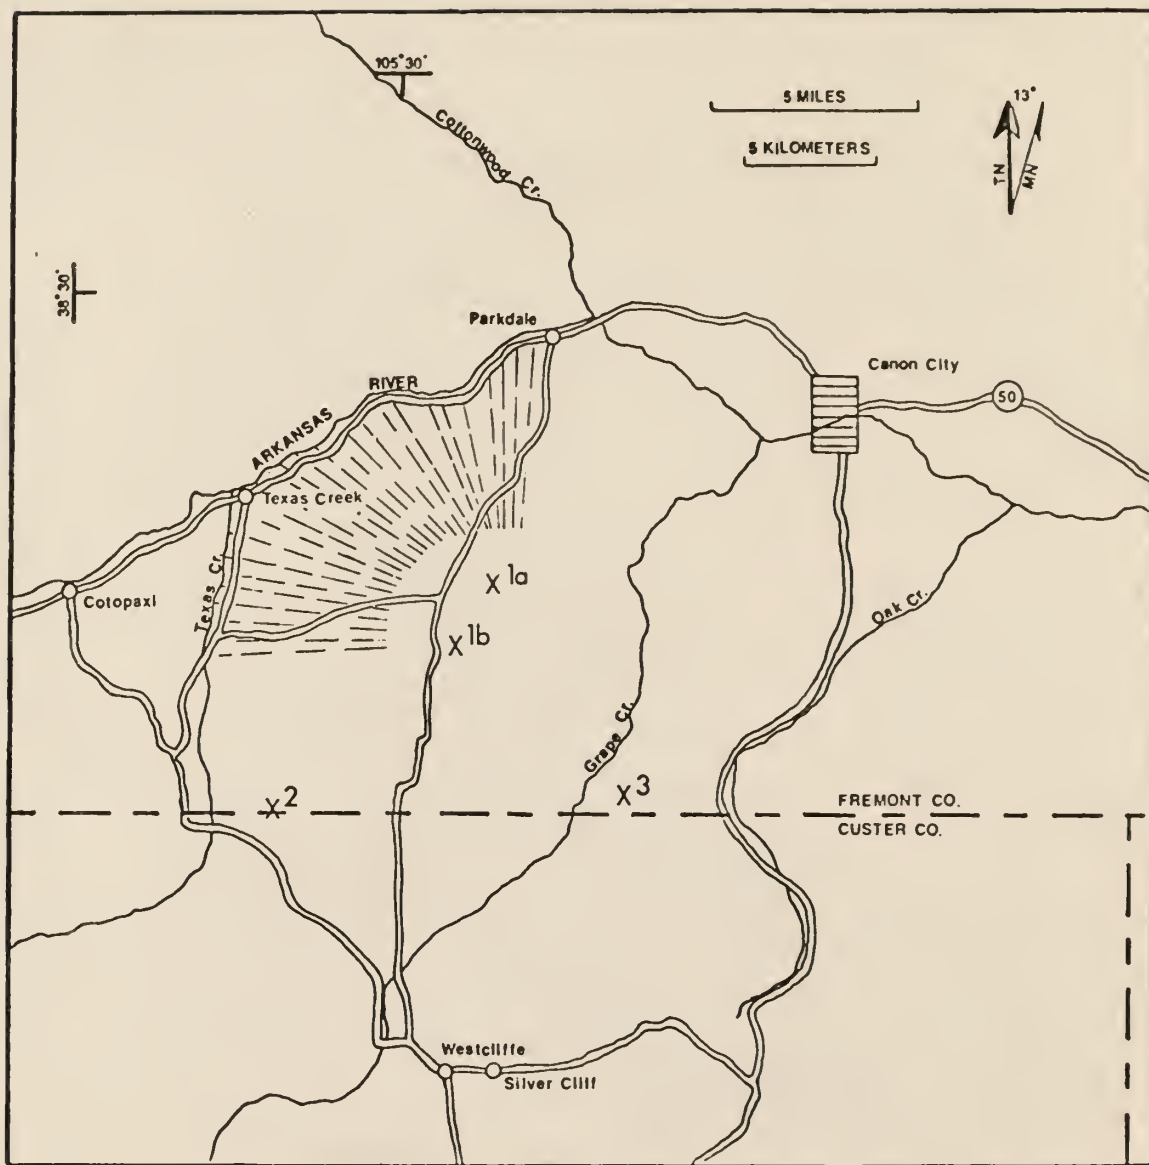 105°30'
5 MILES
13°
Cottonwood Cr.
5 KILOMETERS
TN
MN
38°30'
Parkdale
Canon City
RIVER
50
ARKANSAS
Texas Creek
X 1a
Texas Cr.
Cotopaxi
Oak Cr.
X 1b
Grape Cr.
X 2
X 3
FREMONT CO.
CUSTER CO.
Westcliffe
Silver Cliff